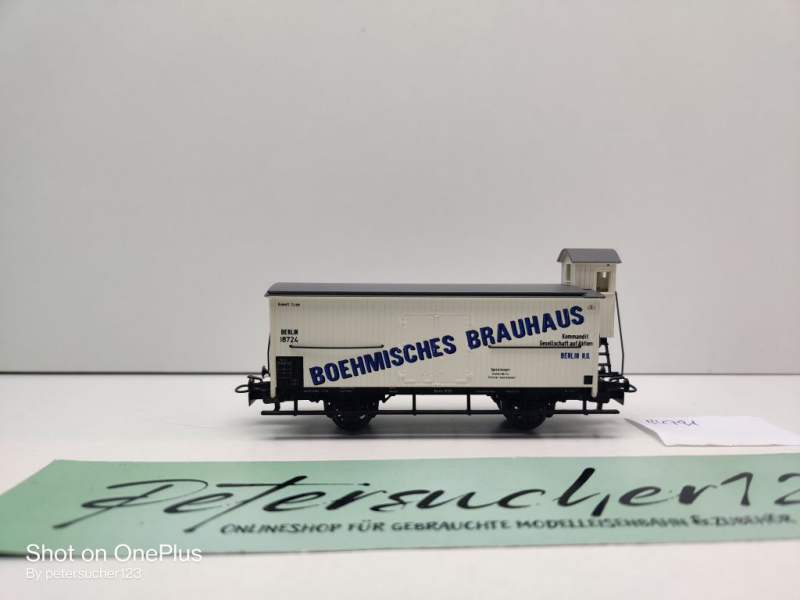 BERLIN
18724
BOEHMISCHES BRAUHAUS
Kommandit
Gesellschaft auf Aktien
BERLIN N.O.
Petersucher12
ONLINESHOP FÜR GEBRAUCHTE MODELLEISENBAHN & ZUBEHÖR
Shot on OnePlus
By petersucher123